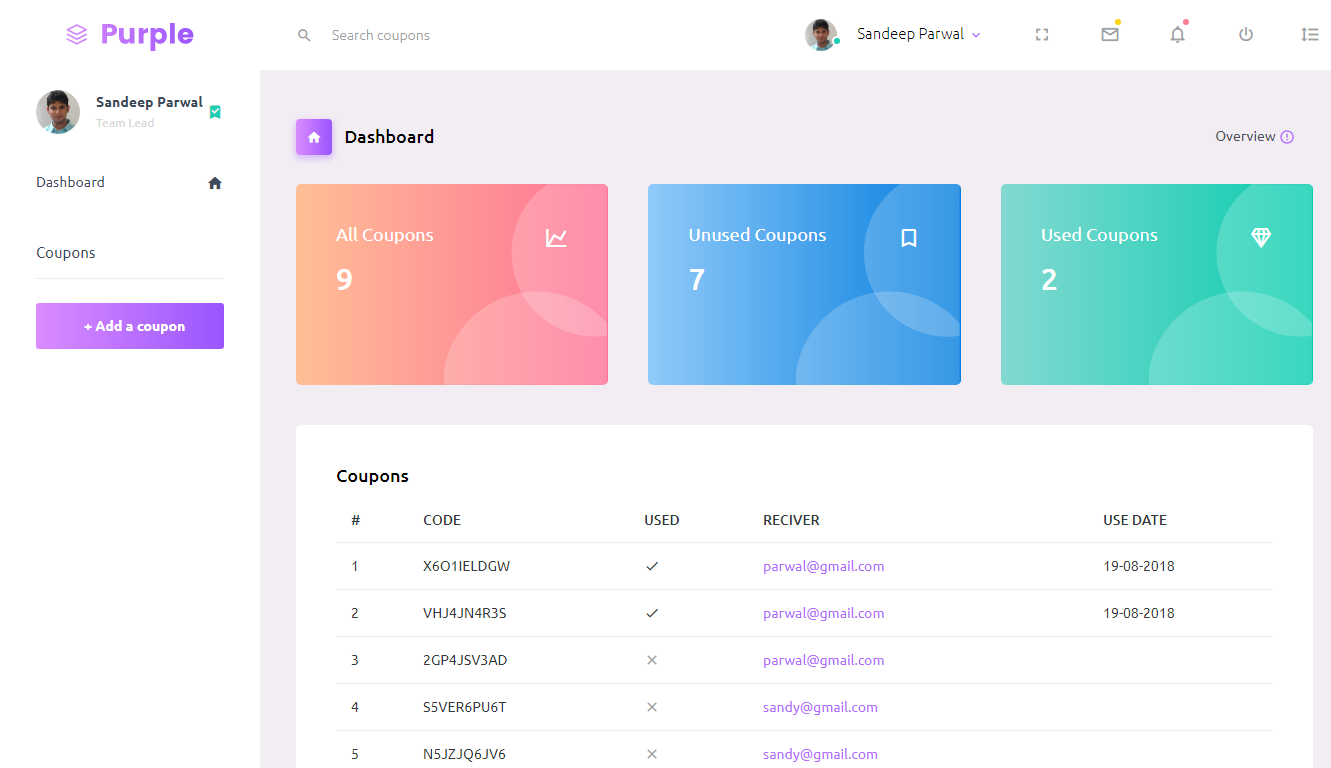 Purple
Search coupons
Sandeep Parwal
Sandeep Parwal
Team Lead
Dashboard
Coupons
+ Add a coupon
Dashboard
Overview
All Coupons
9
Unused Coupons
7
Used Coupons
2
Coupons
# CODE USED RECIVER USE DATE
1 X6O1IELDGW parwal@gmail.com 19-08-2018
2 VHJ4JN4R3S parwal@gmail.com 19-08-2018
3 2GP4JSV3AD parwal@gmail.com
4 S5VER6PU6T sandy@gmail.com
5 N5JZJQ6JV6 sandy@gmail.com